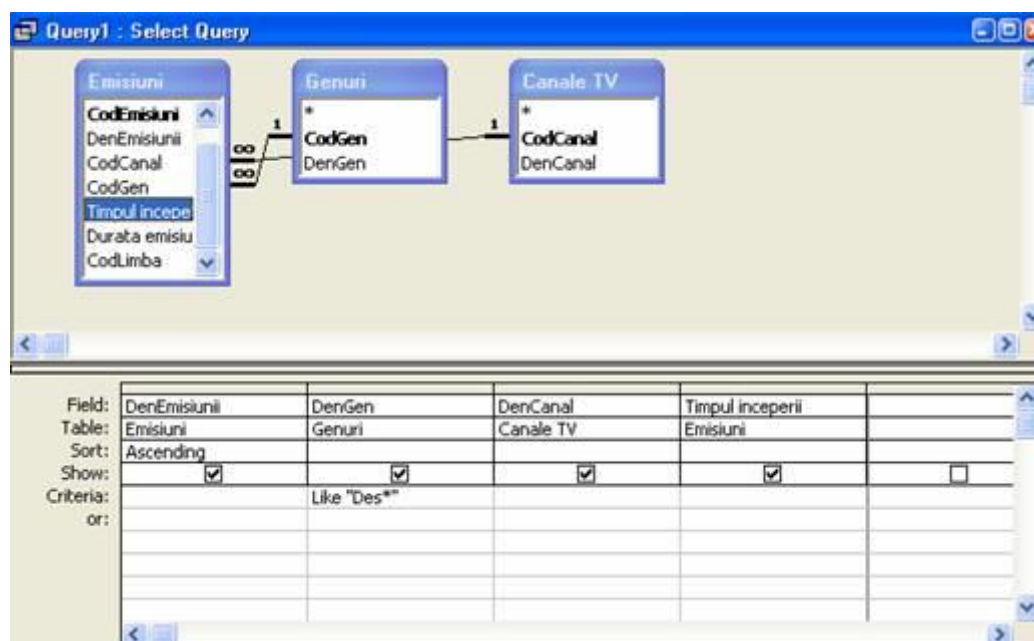 Query1 : Select Query
Emisiuni Genuri Canale TV
CodEmisiuni * *
DenEmisiunii CodGen CodCanal
CodCanal DenGen DenCanal
CodGen
Timpul incepe
Durata emisiu
CodLimba
∞ 1 1
∞
Field: DenEmisiunii DenGen DenCanal Timpul inceperii
Table: Emisiuni Genuri Canale TV Emisiuni
Sort: Ascending
Show:
Criteria: Like "Des*"
or: